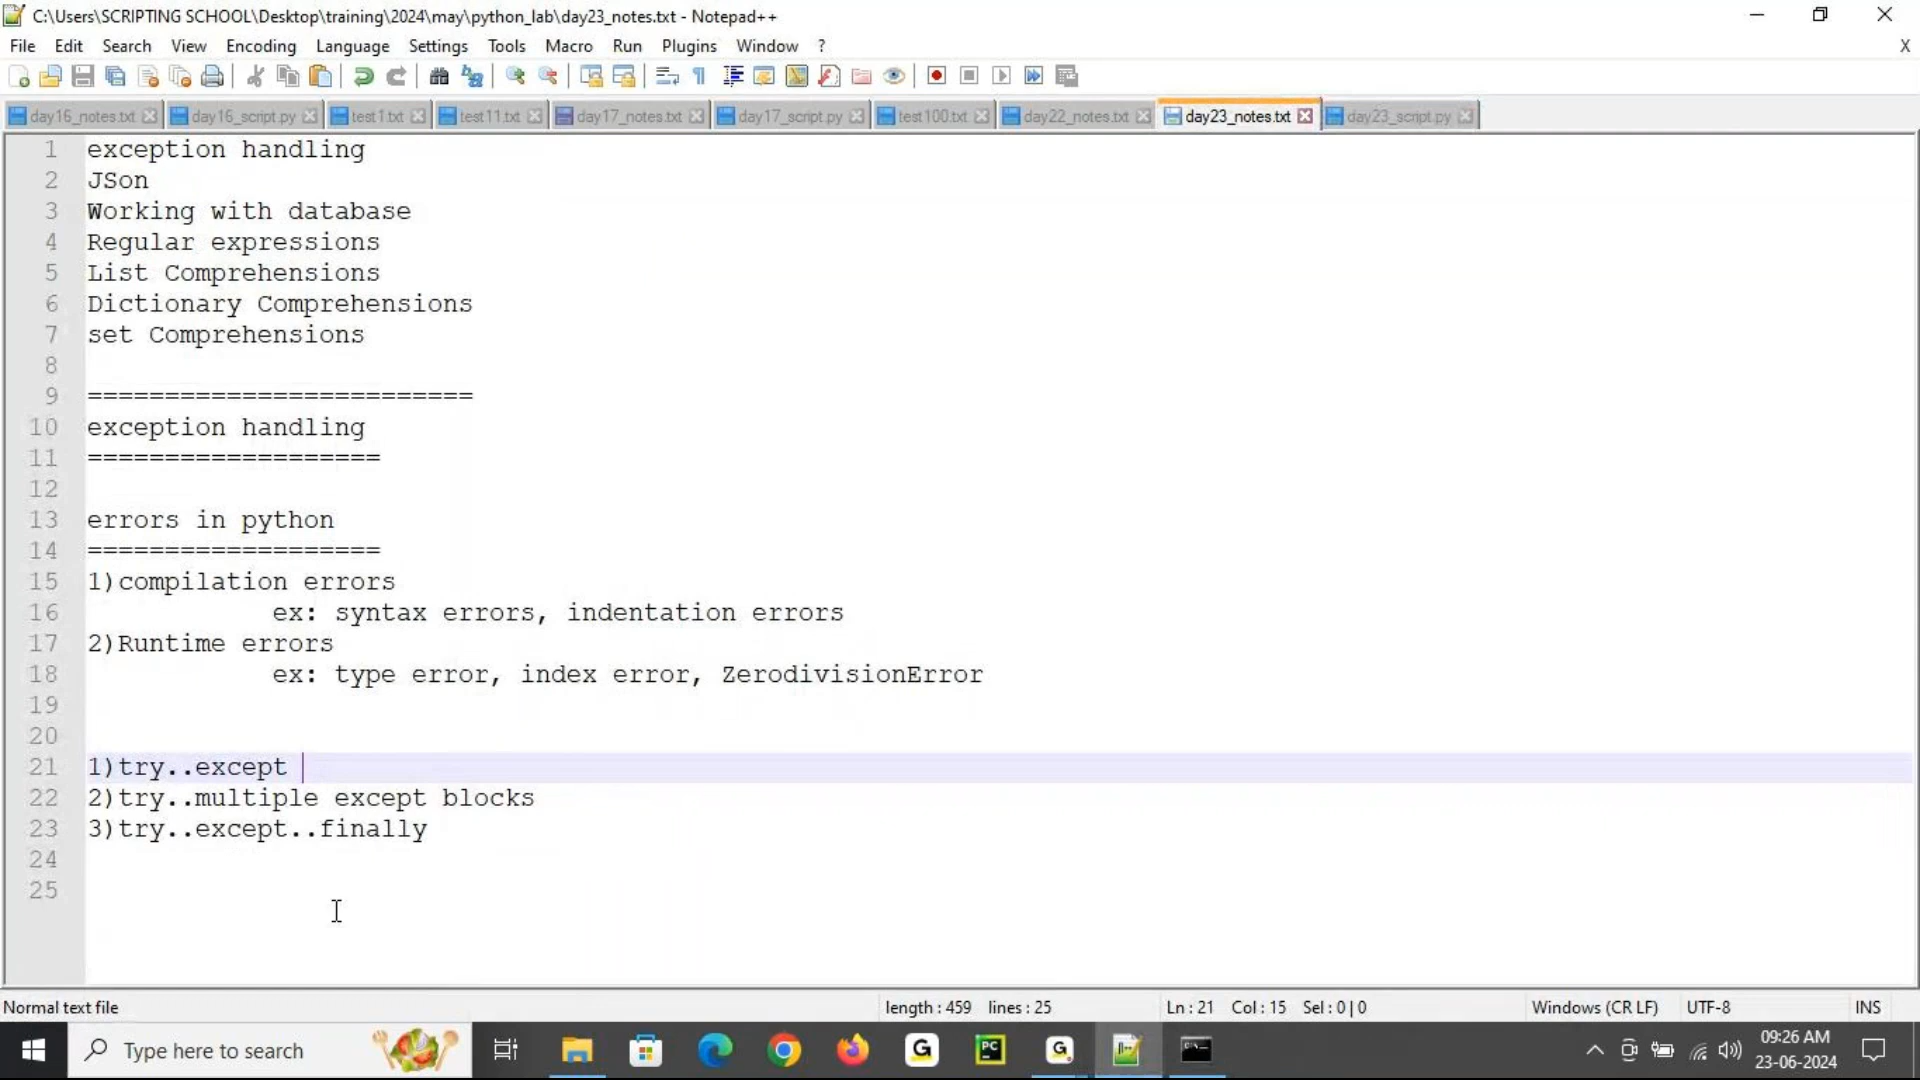 C:\Users\SCRIPTING SCHOOL\Desktop\training\2024\may\python_lab\day23_notes.txt - Notepad++
File Edit Search View Encoding Language Settings Tools Macro Run Plugins Window ? X
day16_notes.txt day16_script.py test1.txt test11.txt day17_notes.txt day17_script.py test100.txt day22_notes.txt day23_notes.txt day23_script.py
1 exception handling
2 JSon
3 Working with database
4 Regular expressions
5 List Comprehensions
6 Dictionary Comprehensions
7 set Comprehensions
8
9 =========================
10 exception handling
11 ===================
12
13 errors in python
14 ===================
15 1)compilation errors
16 ex: syntax errors, indentation errors
17 2)Runtime errors
18 ex: type error, index error, ZerodivisionError
19
20
21 1)try..except
22 2)try..multiple except blocks
23 3)try..except..finally
24
25
Normal text file length : 459 lines : 25 Ln : 21 Col : 15 Sel : 0 | 0 Windows (CR LF) UTF-8 INS
Type here to search
09:26 AM
23-06-2024